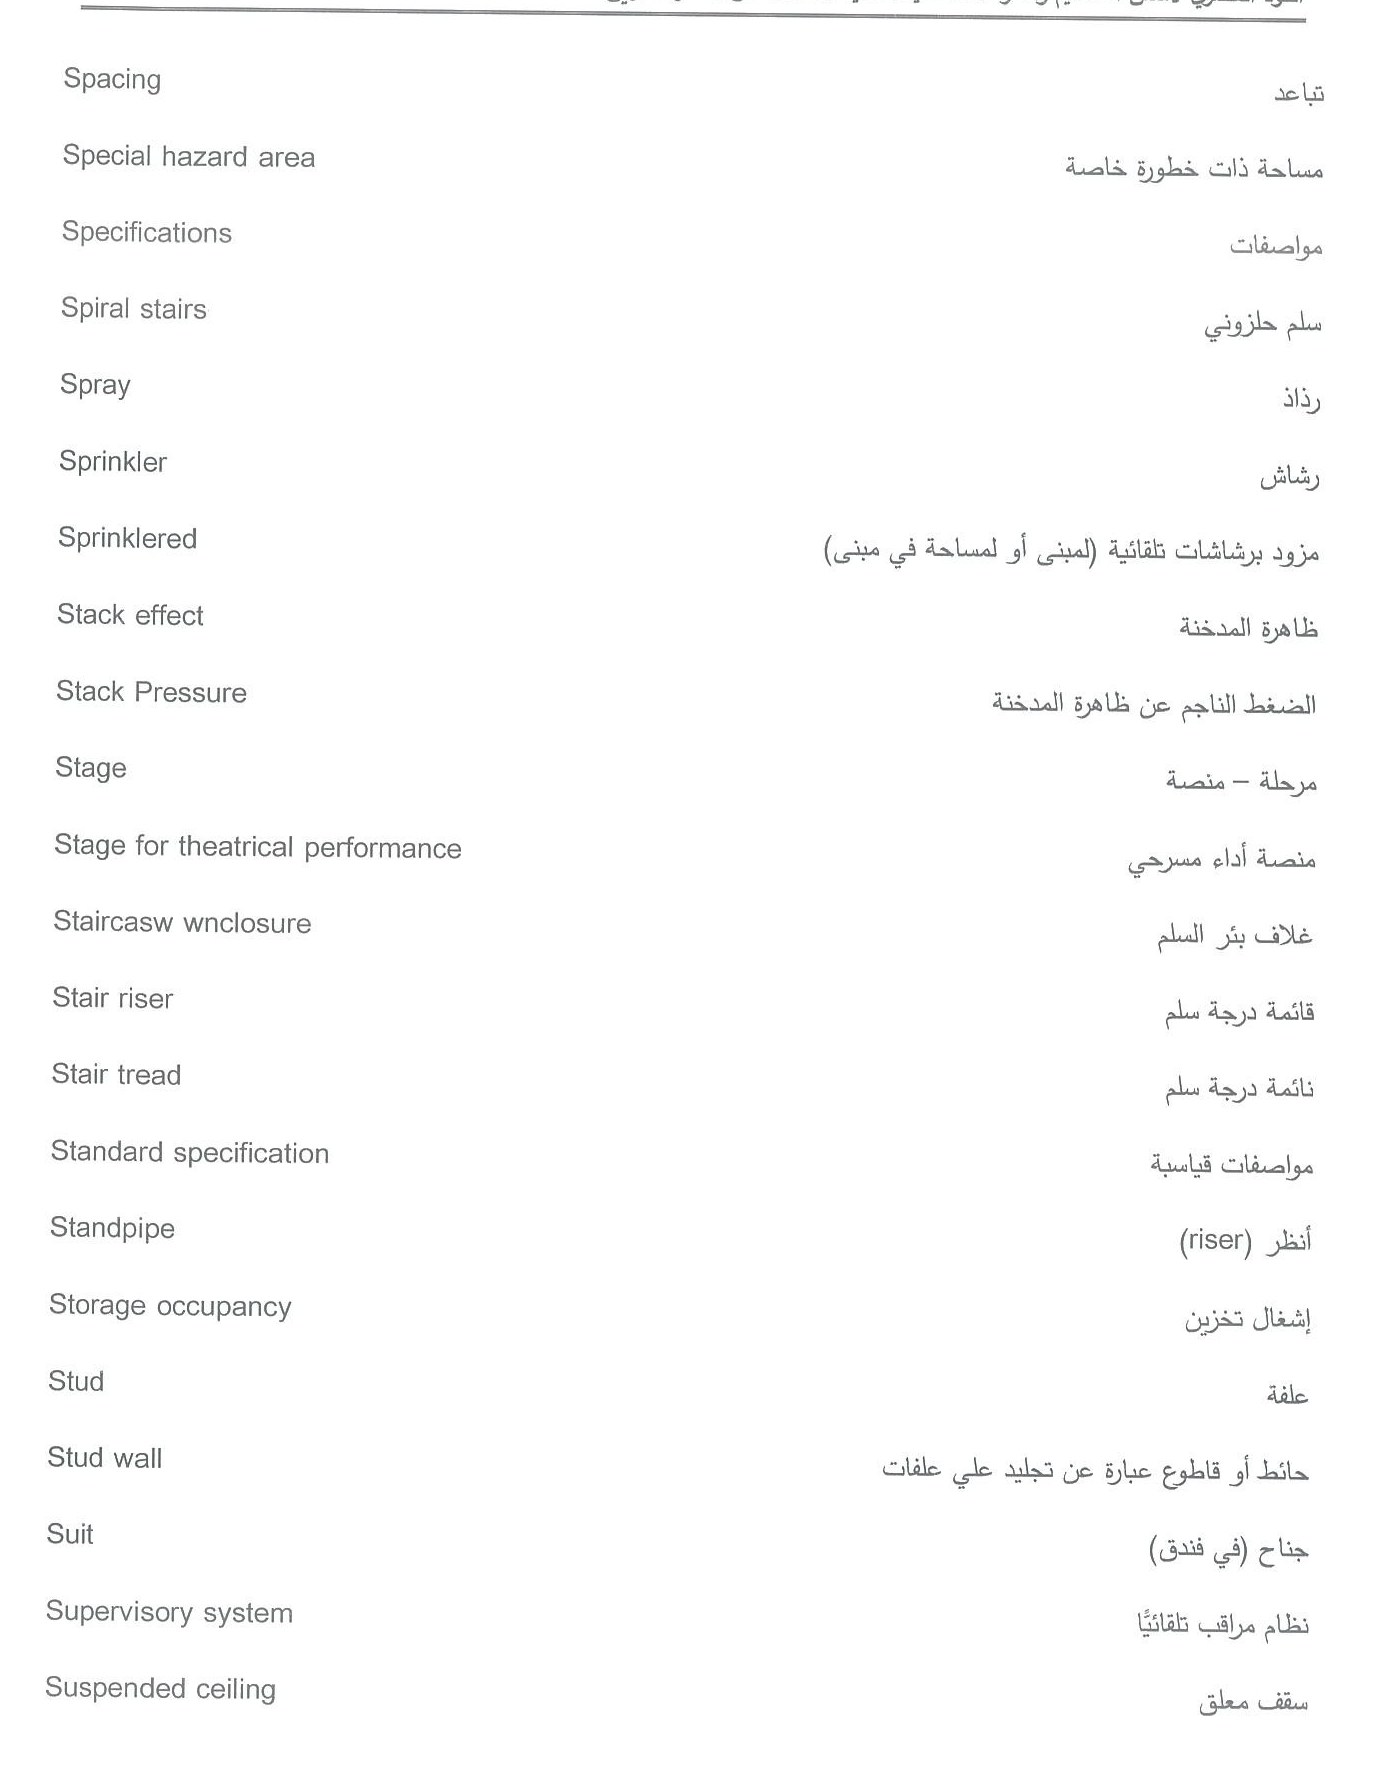 Spacing تباعد
Special hazard area مساحة ذات خطورة خاصة
Specifications مواصفات
Spiral stairs سلم حلزوني
Spray رذاذ
Sprinkler رشاش
Sprinklered مزود برشاشات تلقائية (لمبنى أو لمساحة في مبنى)
Stack effect ظاهرة المدخنة
Stack Pressure الضغط الناجم عن ظاهرة المدخنة
Stage مرحلة – منصة
Stage for theatrical performance منصة أداء مسرحي
Staircasw wnclosure غلاف بئر السلم
Stair riser قائمة درجة سلم
Stair tread نائمة درجة سلم
Standard specification مواصفات قياسبة
Standpipe أنظر (riser)
Storage occupancy إشغال تخزين
Stud علفة
Stud wall حائط أو قاطوع عبارة عن تجليد علي علفات
Suit جناح (في فندق)
Supervisory system نظام مراقب تلقائيًّا
Suspended ceiling سقف معلق